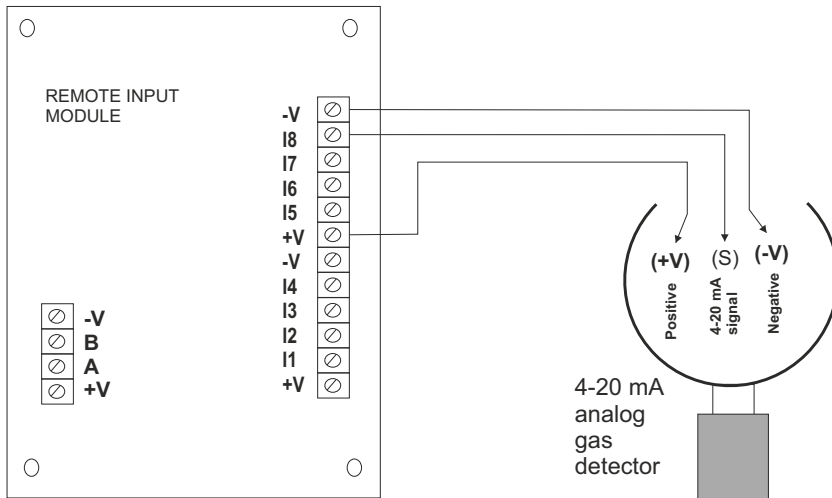 REMOTE INPUT
MODULE
-V
I8
I7
I6
I5
+V
-V
I4
I3
I2
I1
+V
-V
B
A
+V
(+V)
(S)
(-V)
Positive
4-20 mA
signal
Negative
4-20 mA
analog
gas
detector